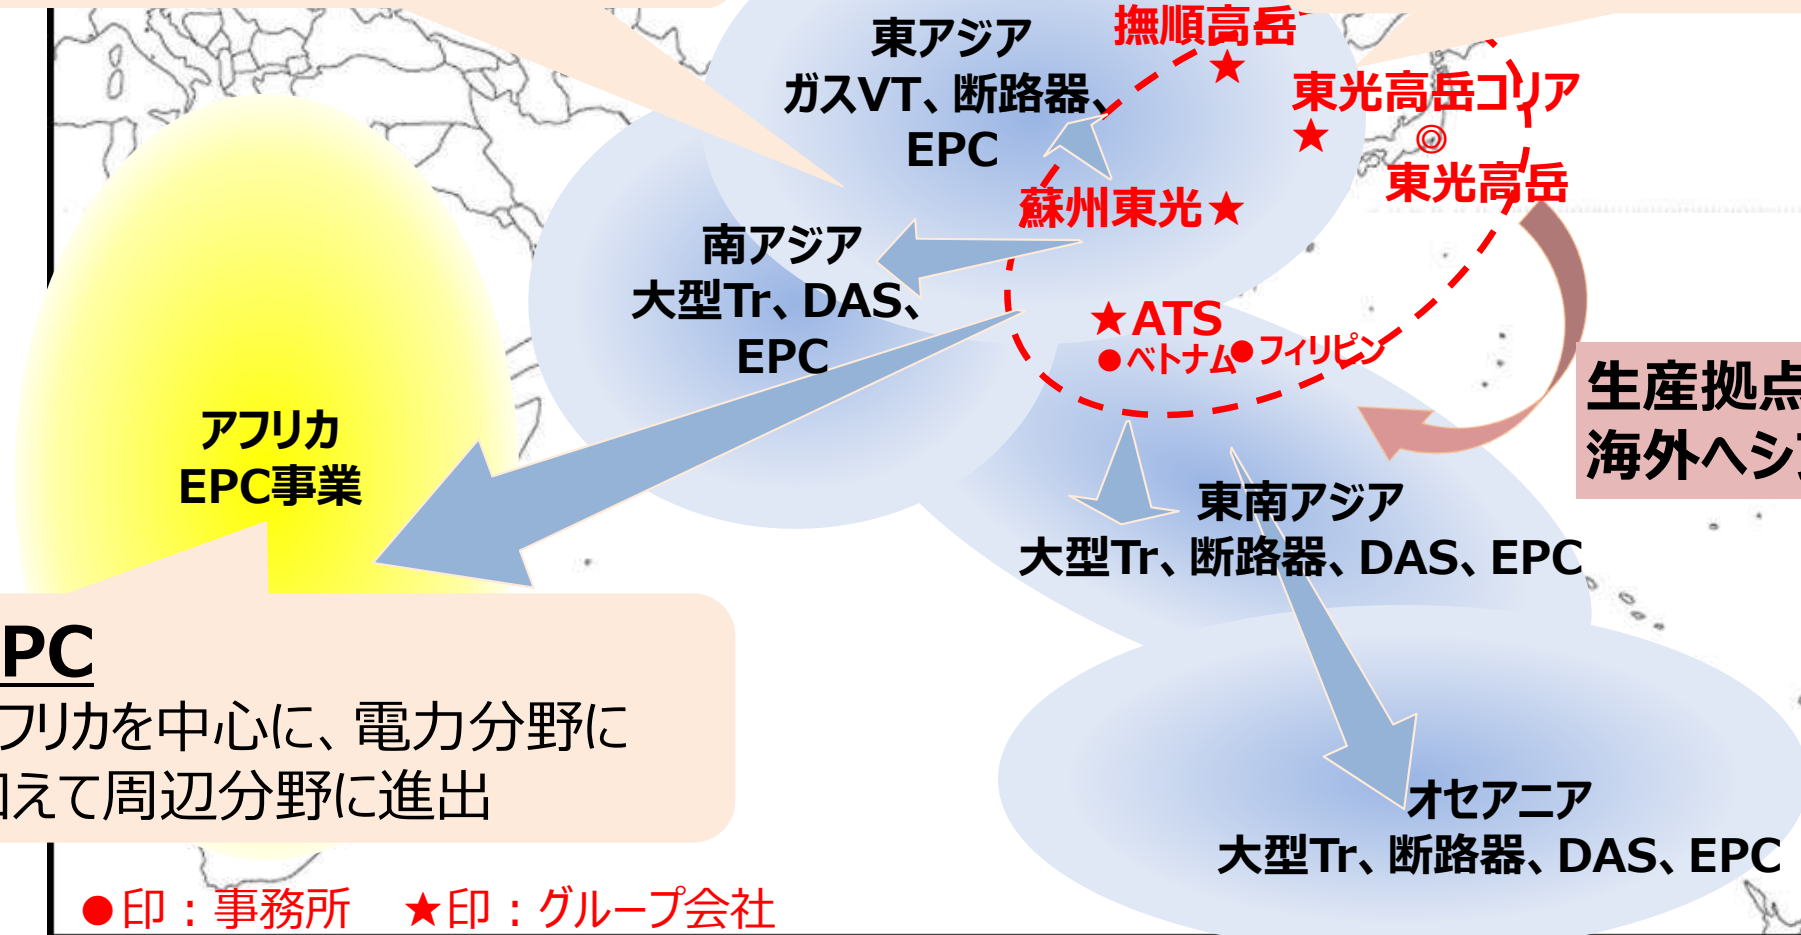 東アジア
ガスVT、断路器、
EPC
撫順高岳
★
東光高岳コリア
★
◎
東光高岳
蘇州東光★
南アジア
大型Tr、DAS、
EPC
★ATS
●ベトナム
●フィリピン
生産拠点
海外へシ
アフリカ
EPC事業
東南アジア
大型Tr、断路器、DAS、EPC
PC
フリカを中心に、電力分野に
えて周辺分野に進出
オセアニア
大型Tr、断路器、DAS、EPC
●印：事務所 ★印：グループ会社